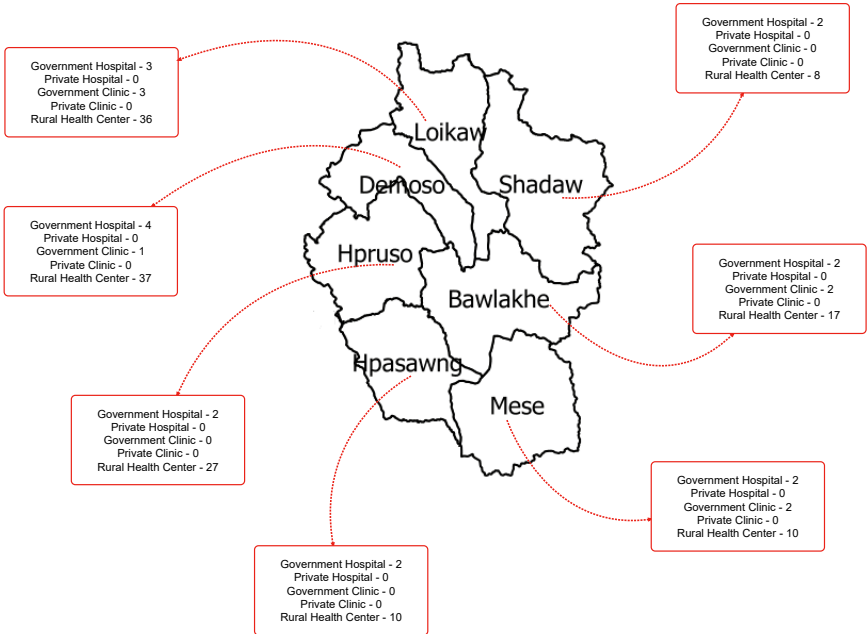 Government Hospital - 3
Private Hospital - 0
Government Clinic - 3
Private Clinic - 0
Rural Health Center - 36
Government Hospital - 2
Private Hospital - 0
Government Clinic - 0
Private Clinic - 0
Rural Health Center - 8
Loikaw
Demoso
Shadaw
Government Hospital - 4
Private Hospital - 0
Government Clinic - 1
Private Clinic - 0
Rural Health Center - 37
Hpruso
Bawlakhe
Government Hospital - 2
Private Hospital - 0
Government Clinic - 2
Private Clinic - 0
Rural Health Center - 17
Hpasawng
Mese
Government Hospital - 2
Private Hospital - 0
Government Clinic - 0
Private Clinic - 0
Rural Health Center - 27
Government Hospital - 2
Private Hospital - 0
Government Clinic - 2
Private Clinic - 0
Rural Health Center - 10
Government Hospital - 2
Private Hospital - 0
Government Clinic - 0
Private Clinic - 0
Rural Health Center - 10